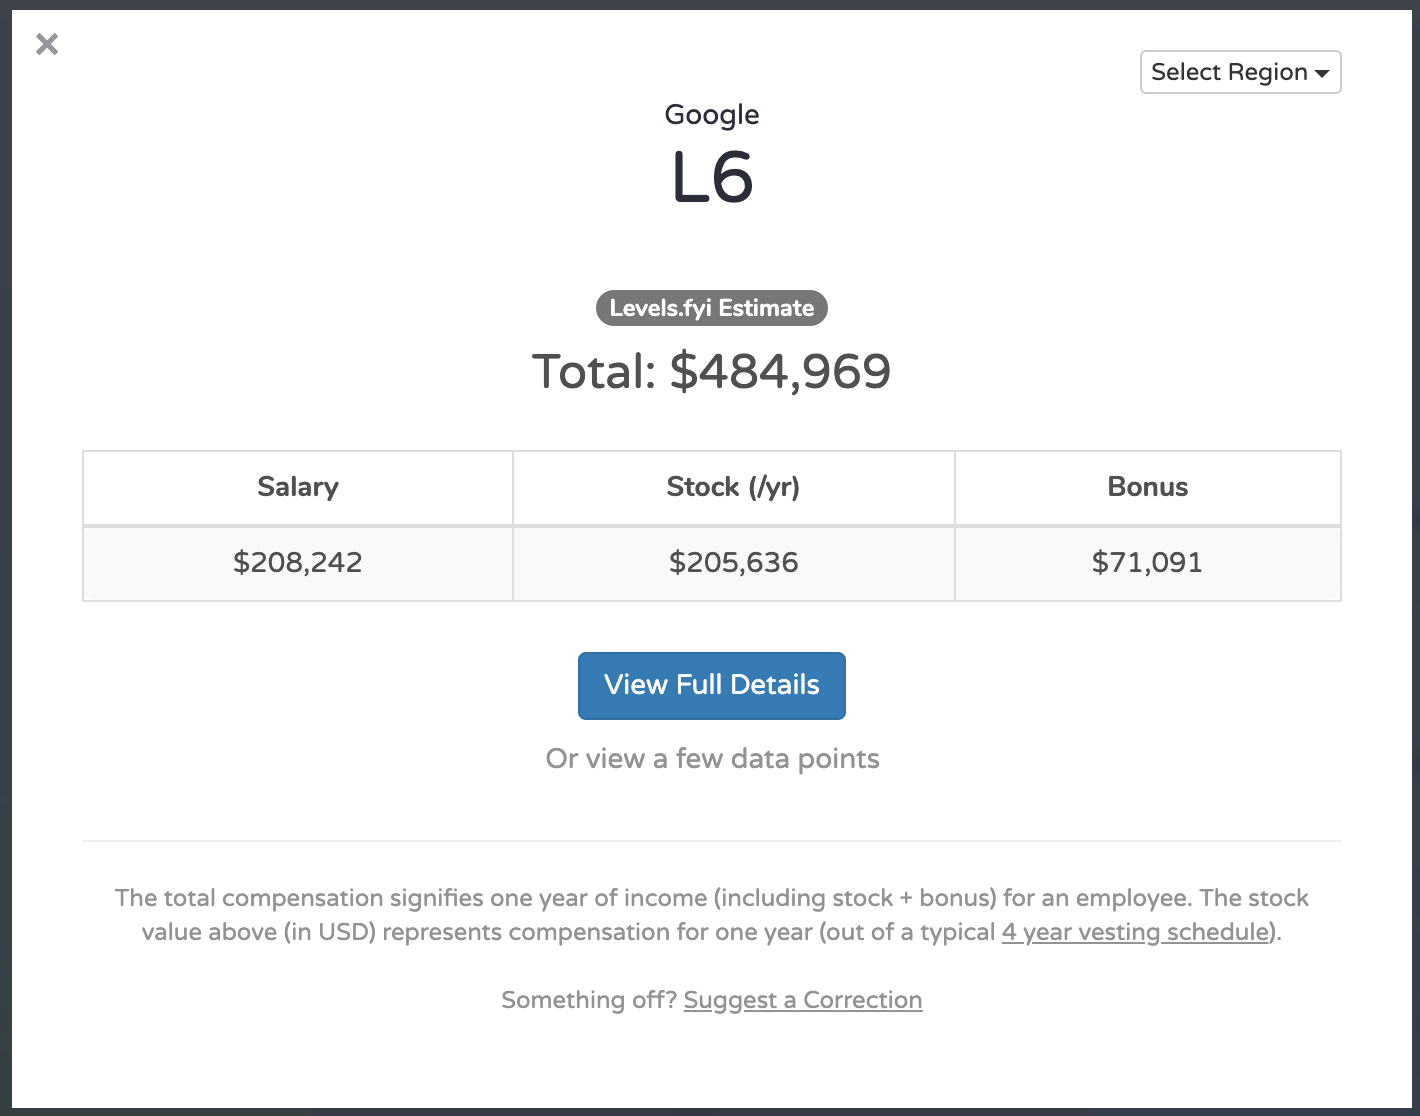 Select Region
Google
L6
Levels.fyi Estimate
Total: $484,969
Salary Stock (/yr) Bonus
$208,242 $205,636 $71,091
View Full Details
Or view a few data points
The total compensation signifies one year of income (including stock + bonus) for an employee. The stock
value above (in USD) represents compensation for one year (out of a typical 4 year vesting schedule).
Something off? Suggest a Correction